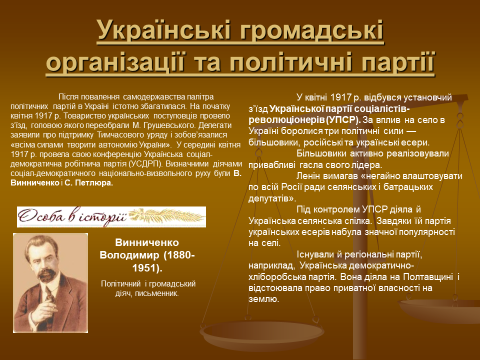 Українські громадські
організації та політичні партії
Після повалення самодержавства палітра
політичних партій в Україні істотно збагатилася. На початку
квітня 1917 р. Товариство українських поступовців провело
з'їзд, головою якого переобрали М. Грушевського. Делегати
заявили про підтримку Тимчасового уряду і зобов'язалися
«всіма силами творити автономію України». У середині квітня
1917 р. провела свою конференцію Українська соціал-
демократична робітнича партія (УСДРП). Визначними діячами
соціал-демократичного національно-визвольного руху були В.
Винниченко і С. Петлюра.
Особа в історії
Винниченко
Володимир (1880-
1951).
Політичний і громадський
діяч, письменник.
У квітні 1917 р. відбувся установчий
з'їзд Української партії соціалістів-
революціонерів (УПСР). За вплив на село в
Україні боролися три політичні сили —
більшовики, російські та українські есери.
Більшовики активно реалізовували
привабливі гасла свого лідера.
Ленін вимагав «негайно влаштовувати
по всій Росії ради селянських і батрацьких
депутатів».
Під контролем УПСР діяла й
Українська селянська спілка. Завдяки їй партія
українських есерів набула значної популярності
на селі.
Існували й регіональні партії,
наприклад, Українська демократично-
хліборобська партія. Вона діяла на Полтавщині і
відстоювала право приватної власності на
землю.